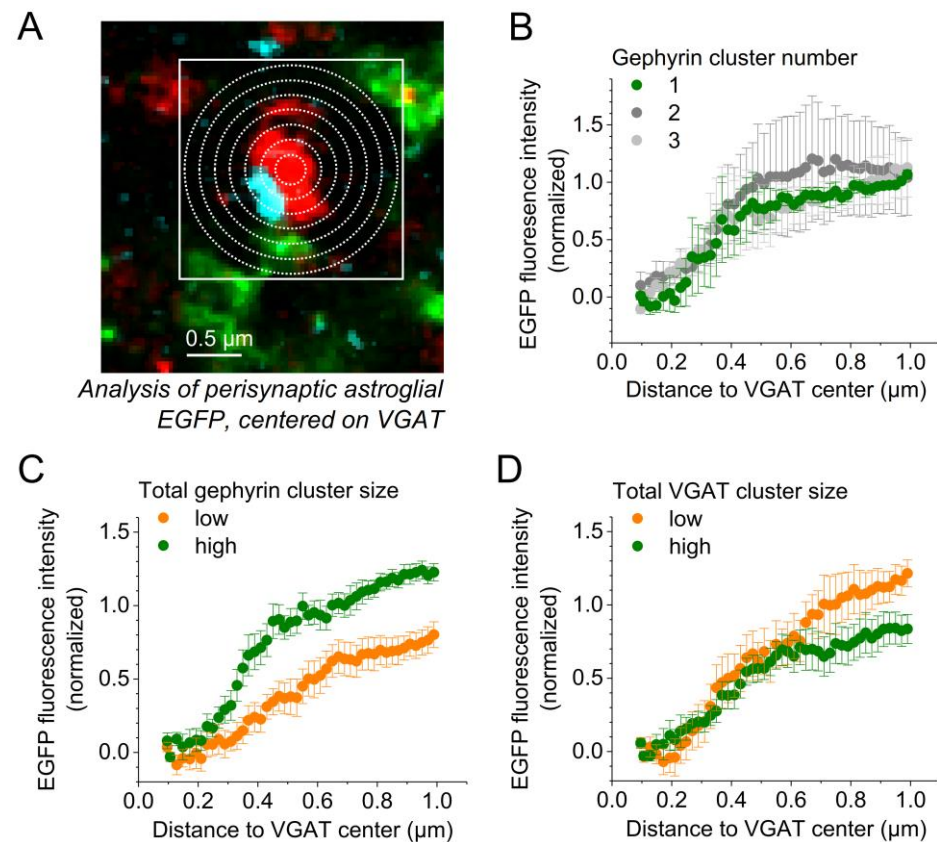 A
0.5 µm
Analysis of perisynaptic astroglial
EGFP, centered on VGAT
B
Gephyrin cluster number
1
2
3
EGFP fluoresence intensity
(normalized)
1.5
1.0
0.5
0.0
0.0 0.2 0.4 0.6 0.8 1.0
Distance to VGAT center (µm)
C
Total gephyrin cluster size
low
high
EGFP fluoresence intensity
(normalized)
1.5
1.0
0.5
0.0
0.0 0.2 0.4 0.6 0.8 1.0
Distance to VGAT center (µm)
D
Total VGAT cluster size
low
high
EGFP fluoresence intensity
(normalized)
1.5
1.0
0.5
0.0
0.0 0.2 0.4 0.6 0.8 1.0
Distance to VGAT center (µm)